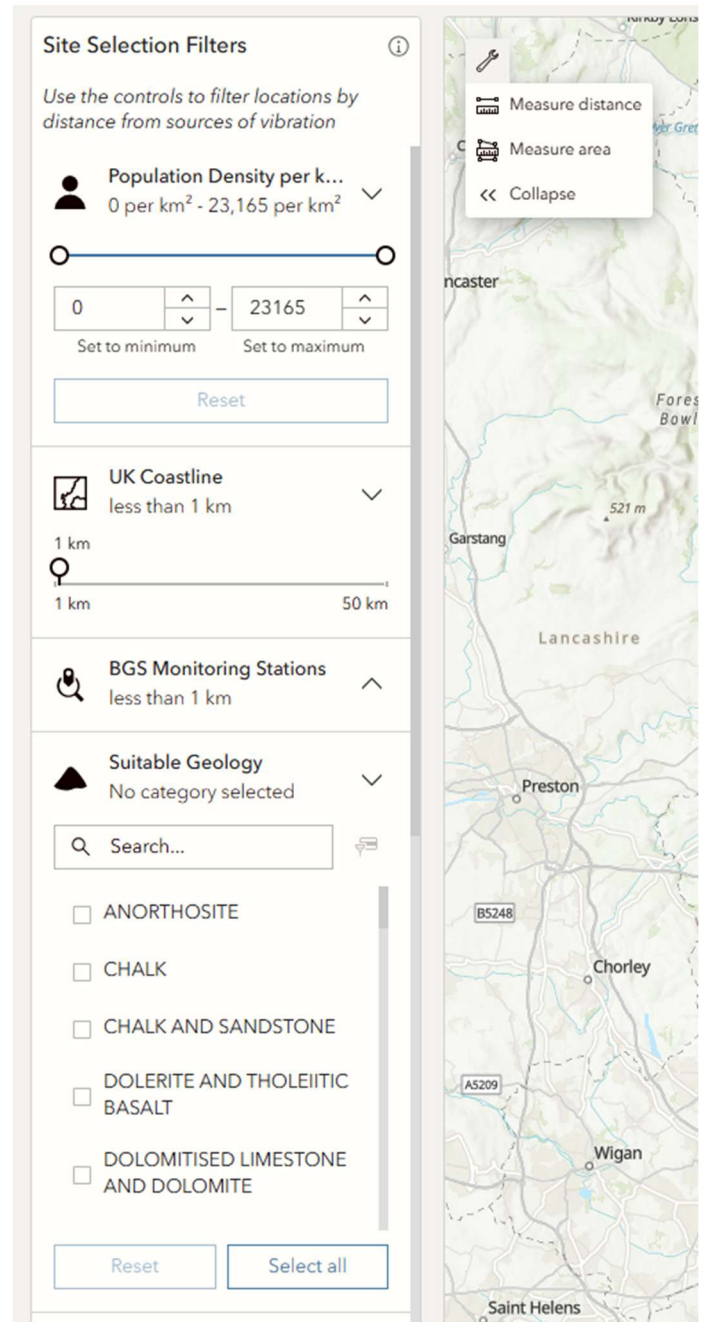 Site Selection Filters
Use the controls to filter locations by
distance from sources of vibration
Population Density per k...
0 per km² - 23,165 per km²
0
–
23165
Set to minimum
Set to maximum
Reset
UK Coastline
less than 1 km
1 km
1 km
50 km
BGS Monitoring Stations
less than 1 km
Suitable Geology
No category selected
Search...
ANORTHOSITE
CHALK
CHALK AND SANDSTONE
DOLERITE AND THOLEIITIC
BASALT
DOLOMITISED LIMESTONE
AND DOLOMITE
Reset
Select all
Measure distance
Measure area
Collapse
ncaster
Fores
Bowl
521 m
Garstang
Lancashire
Preston
B5248
Chorley
A5209
Wigan
Saint Helens